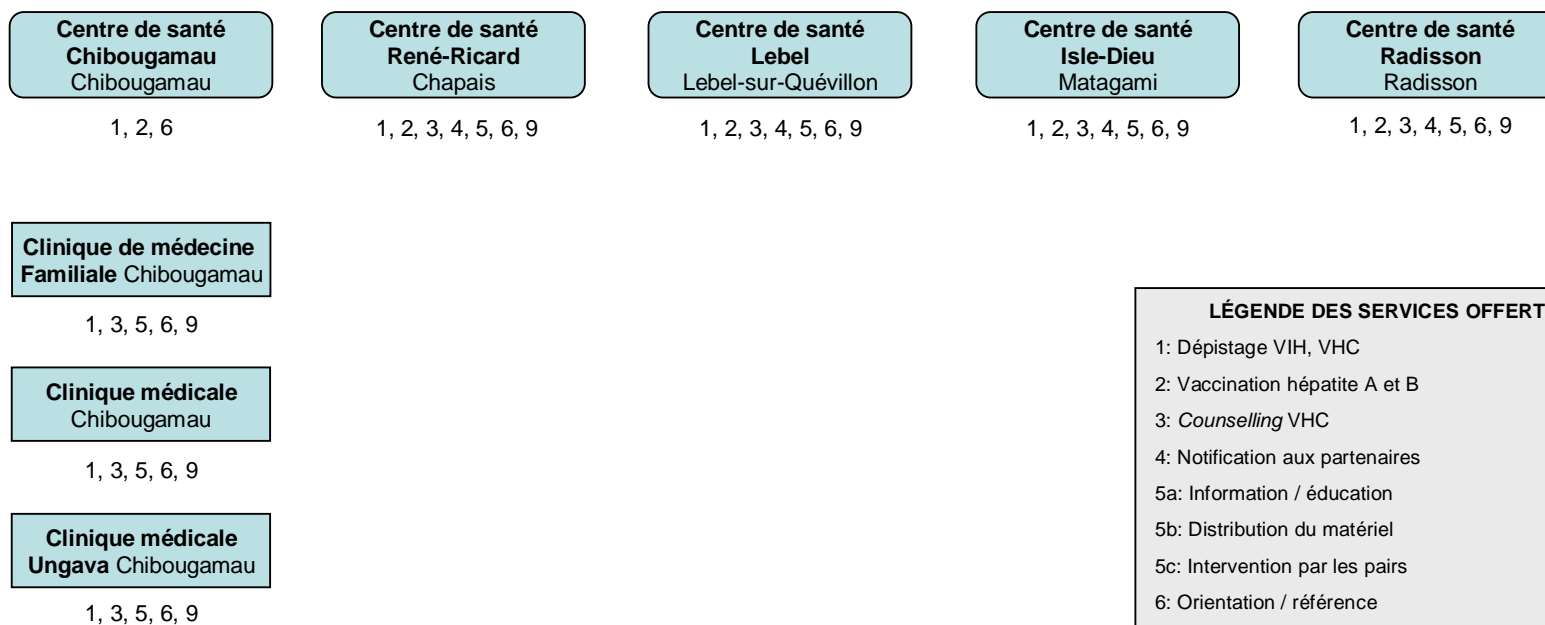 Centre de santé
Chibougamau
Chibougamau
1, 2, 6
Centre de santé
René-Ricard
Chapais
1, 2, 3, 4, 5, 6, 9
Centre de santé
Lebel
Lebel-sur-Quévillon
1, 2, 3, 4, 5, 6, 9
Centre de santé
Isle-Dieu
Matagami
1, 2, 3, 4, 5, 6, 9
Centre de santé
Radisson
Radisson
1, 2, 3, 4, 5, 6, 9
Clinique de médecine
Familiale Chibougamau
1, 3, 5, 6, 9
Clinique médicale
Chibougamau
1, 3, 5, 6, 9
Clinique médicale
Ungava Chibougamau
1, 3, 5, 6, 9
LÉGENDE DES SERVICES OFFERT
1: Dépistage VIH, VHC
2: Vaccination hépatite A et B
3: Counselling VHC
4: Notification aux partenaires
5a: Information / éducation
5b: Distribution du matériel
5c: Intervention par les pairs
6: Orientation / référence